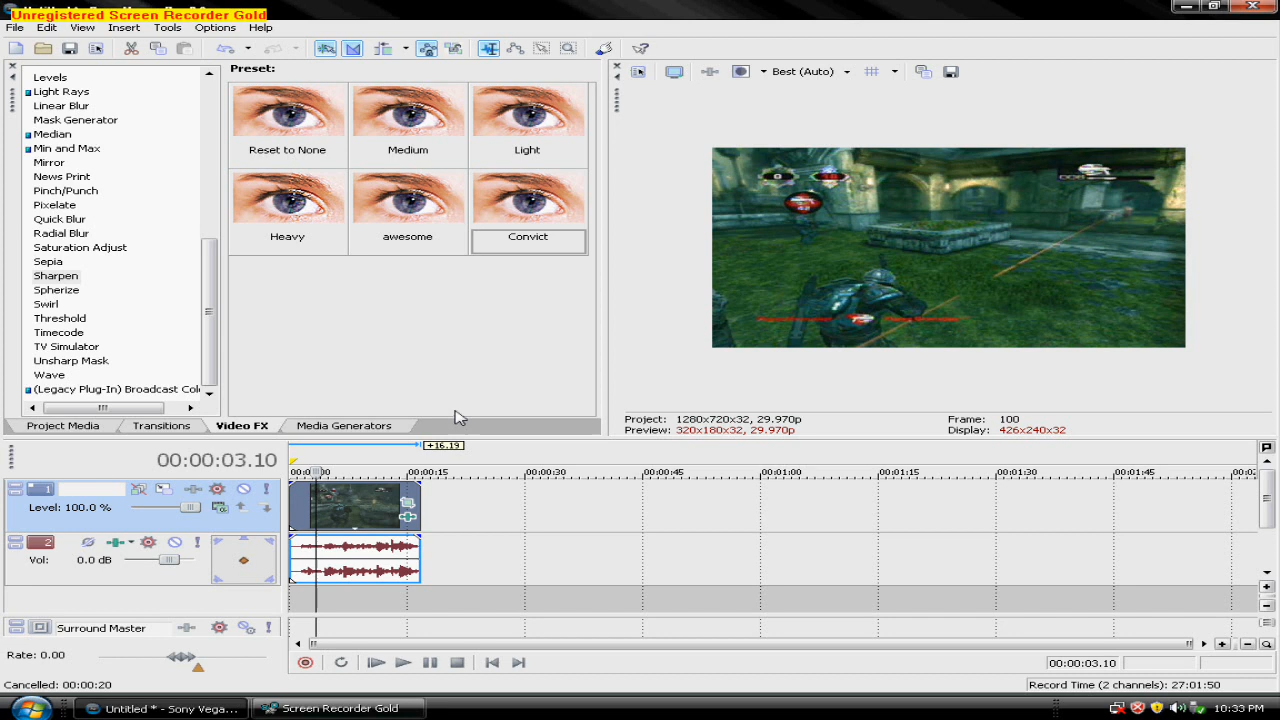 Unregistered Screen Recorder Gold
File Edit View Insert Tools Options Help
Levels
Light Rays
Linear Blur
Mask Generator
Median
Min and Max
Mirror
News Print
Pinch/Punch
Pixelate
Quick Blur
Radial Blur
Saturation Adjust
Sepia
Sharpen
Spherize
Swirl
Threshold
Timecode
TV Simulator
Unsharp Mask
Wave
(Legacy Plug-In) Broadcast Colo
Preset:
Reset to None Medium Light
Heavy awesome Convict
Best (Auto)
Project Media Transitions Video FX Media Generators
Project: 1280x720x32, 29.970p Frame: 100
Preview: 320x180x32, 29.970p Display: 426x240x32
+16.19
00:00:03.10
00:00:15 00:00:30 00:00:45 00:01:00 00:01:15 00:01:30 00:01:45
1
Level: 100.0 %
2
Vol: 0.0 dB
Surround Master
Rate: 0.00
00:00:03.10
Cancelled: 00:00:20
Record Time (2 channels): 27:01:50
Untitled * - Sony Vega... Screen Recorder Gold 10:33 PM